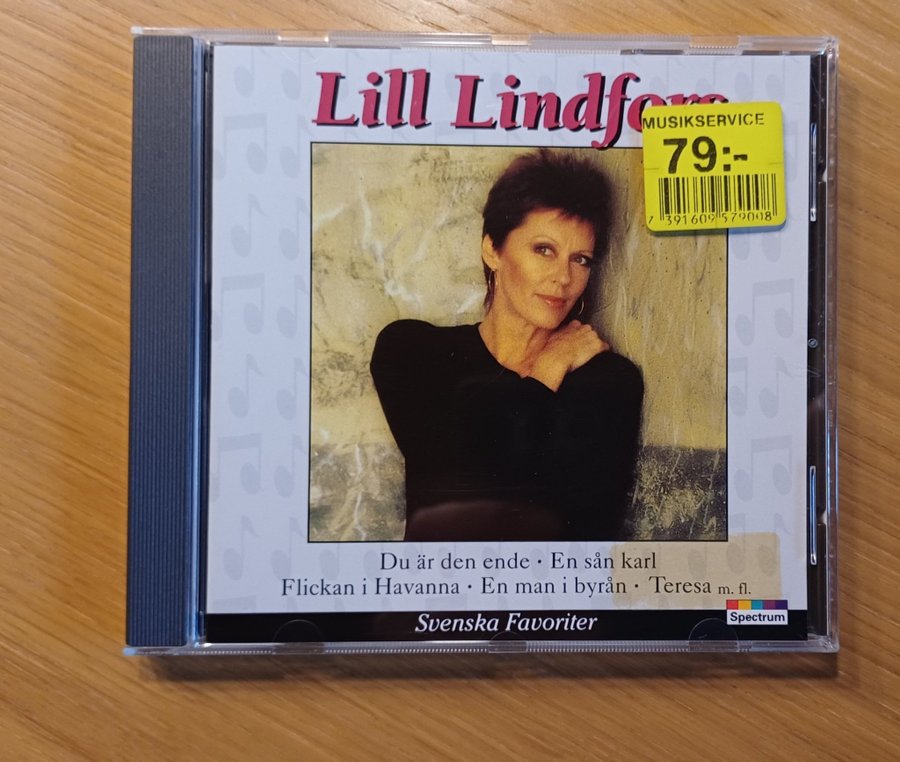 Lill Lindfors
MUSIKSERVICE
79:-
7 391609 579008
Du är den ende · En sån karl
Flickan i Havanna · En man i byrån · Teresa m. fl.
Svenska Favoriter
Spectrum